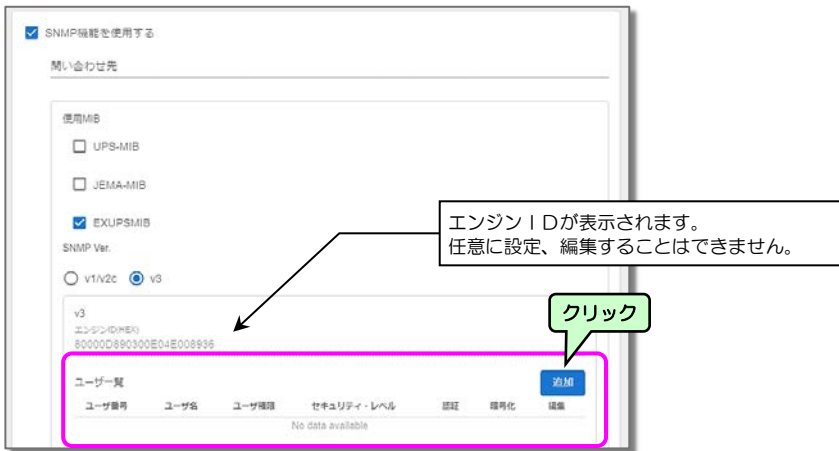 SNMP機能を使用する
問い合わせ先
使用MIB
UPS-MIB
JEMA-MIB
EXUPSMIB
エンジンIDが表示されます。
任意に設定、編集することはできません。
SNMP Ver.
v1/v2c v3
v3
クリック
エンジンID(HEX)
80000D890300E04E008936
ユーザ一覧 追加
ユーザ番号 ユーザ名 ユーザ権限 セキュリティ・レベル 認証 暗号化 編集
No data available